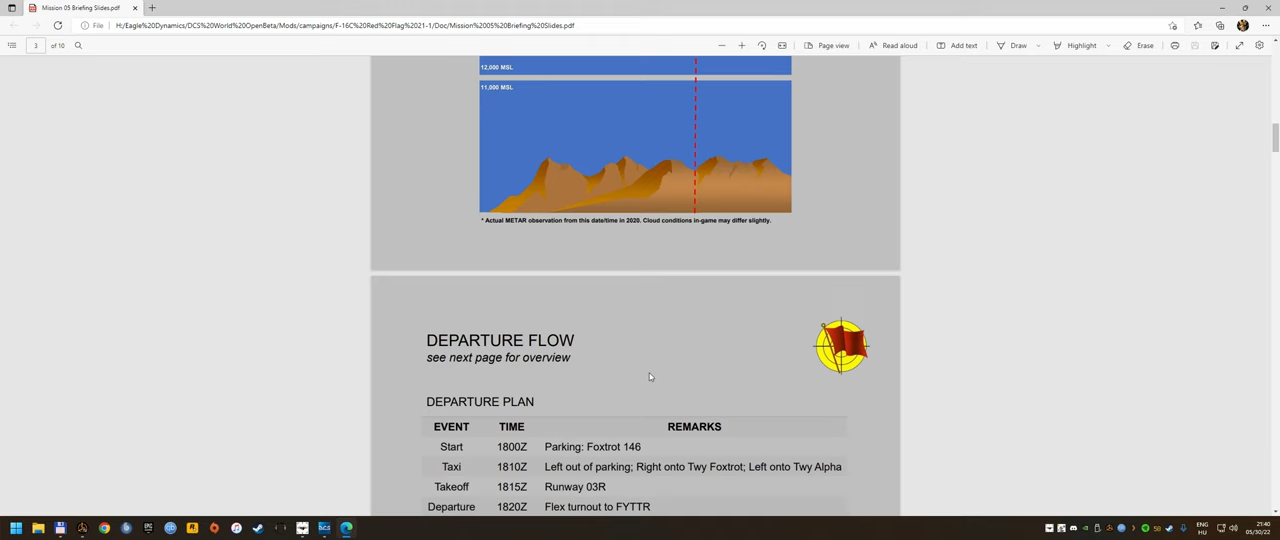 Mission 05 Briefing Slides.pdf
File
H:/Eagle%20Dynamics/DCS%20World%20OpenBeta/Mods/campaigns/F-16C%20Red%20Flag%2021-1/Doc/Mission%2005%20Briefing%20Slides.pdf
3 of 10
Page view
Read aloud
Add text
Draw
Highlight
Erase
12,000 MSL
11,000 MSL
* Actual METAR observation from this date/time in 2020. Cloud conditions in-game may differ slightly.
DEPARTURE FLOW
see next page for overview
DEPARTURE PLAN
EVENT TIME REMARKS
Start 1800Z Parking: Foxtrot 146
Taxi 1810Z Left out of parking; Right onto Twy Foxtrot; Left onto Twy Alpha
Takeoff 1815Z Runway 03R
Departure 1820Z Flex turnout to FYTTR
ENG 21:40
HU 05/30/22